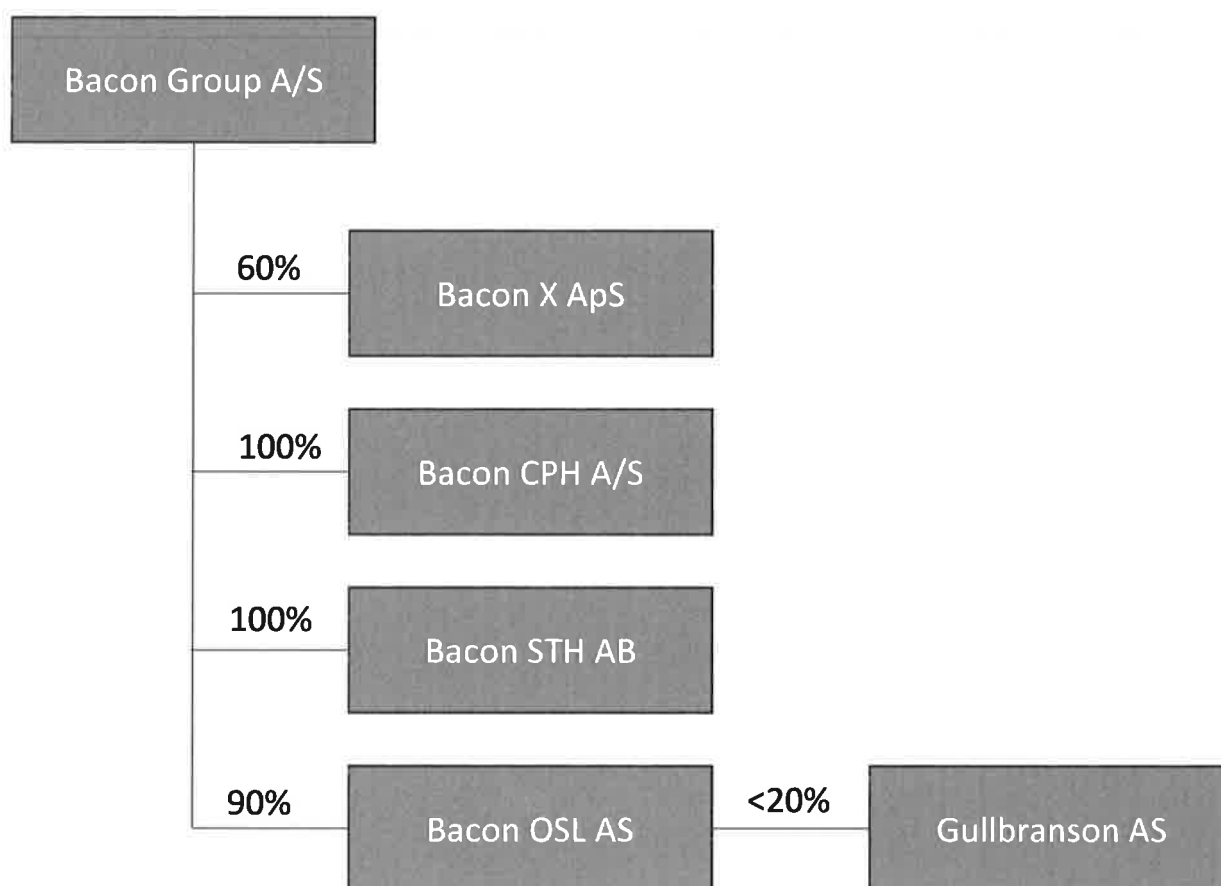 Bacon Group A/S
60%
Bacon X ApS
100%
Bacon CPH A/S
100%
Bacon STH AB
90%
Bacon OSL AS
<20%
Gullbranson AS